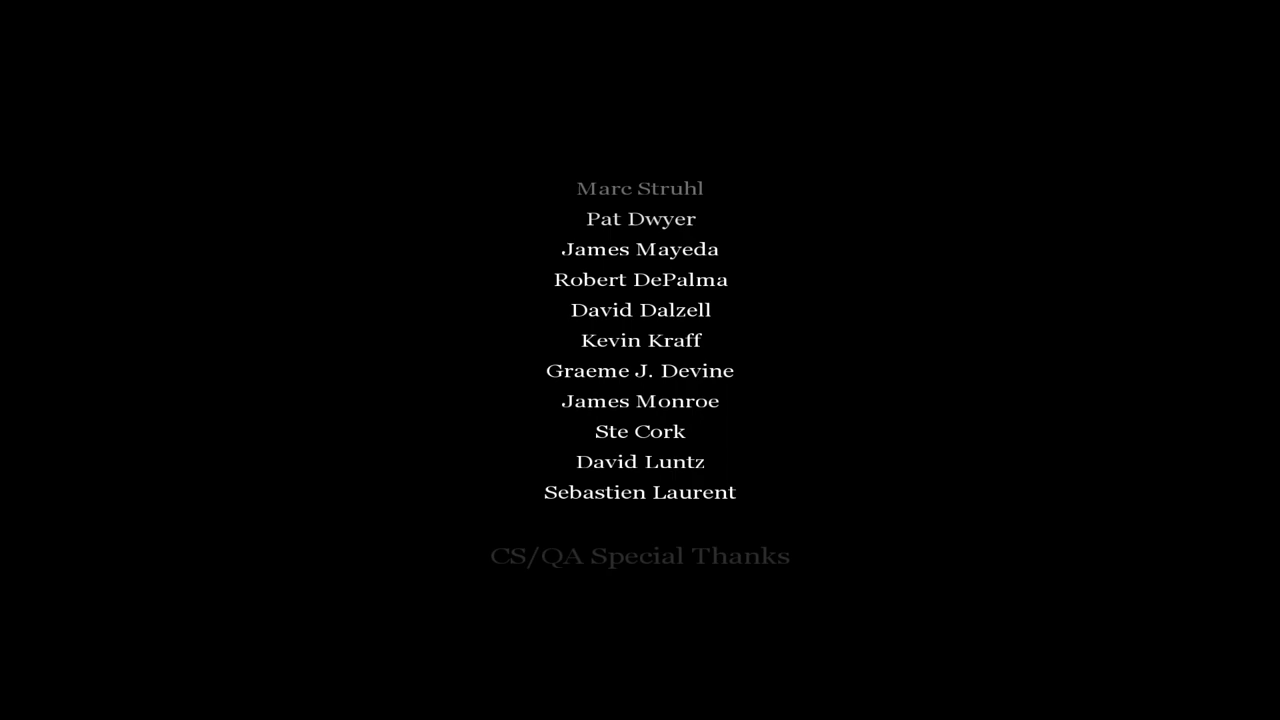 Marc Struhl
Pat Dwyer
James Mayeda
Robert DePalma
David Dalzell
Kevin Kraff
Graeme J. Devine
James Monroe
Ste Cork
David Luntz
Sebastien Laurent
CS/QA Special Thanks